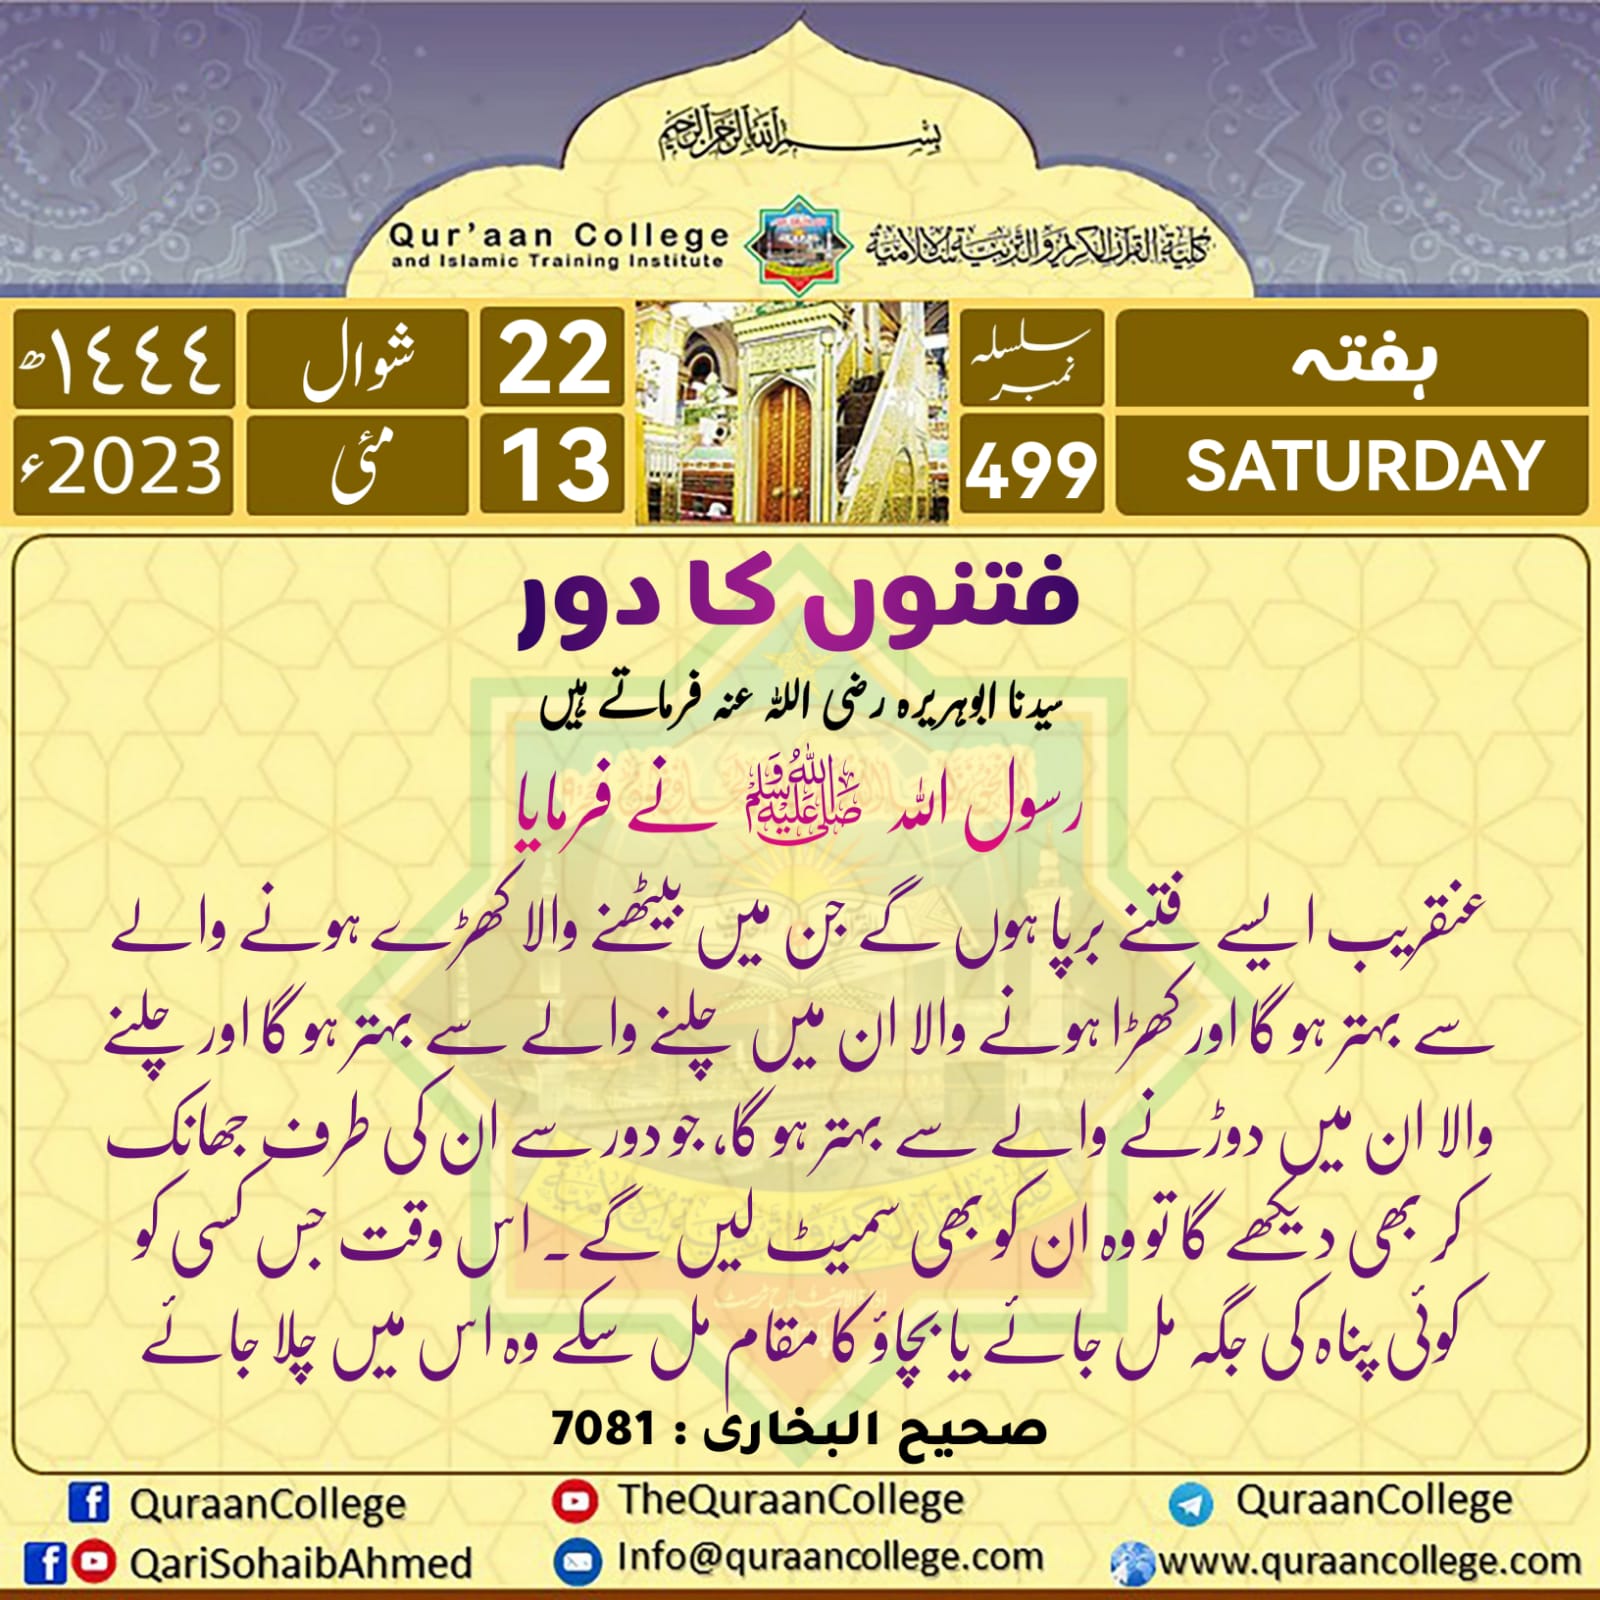 بسم الله الرحمن الرحيم
Qur'aan College
and Islamic Training Institute
كلية القرآن الكريم والتربية الإسلامية
ہفتہ
SATURDAY
سلسلہ نمبر
499
22 شوال ١٤٤٤ھ
13 مئی 2023ء
فتنوں کا دور
سیدنا ابوہریرہ رضی اللہ عنہ فرماتے ہیں
رسول اللہ ﷺ نے فرمایا
عنقریب ایسے فتنے برپا ہوں گے جن میں بیٹھنے والا کھڑے ہونے والے
سے بہتر ہو گا اور کھڑا ہونے والا ان میں چلنے والے سے بہتر ہو گا اور چلنے
والا ان میں دوڑنے والے سے بہتر ہو گا، جو دور سے ان کی طرف جھانک
کر بھی دیکھے گا تو وہ ان کو بھی سمیٹ لیں گے۔ اس وقت جس کسی کو
کوئی پناہ کی جگہ مل جائے یا بچاؤ کا مقام مل سکے وہ اس میں چلا جائے
صحیح البخاری : 7081
QuraanCollege
TheQuraanCollege
QuraanCollege
QariSohaibAhmed
Info@quraancollege.com
www.quraancollege.com